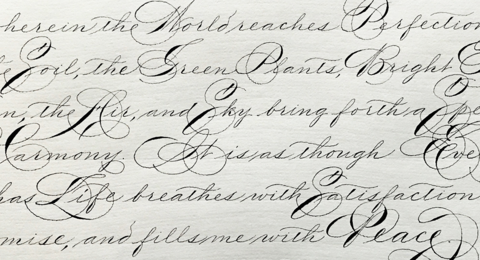 herein the World reaches Perfection
e Soil, the Green Plants, Bright S
n, the Air, and Sky bring forth a Spe
Harmony. It is as though Eve
has Life breathes with Satisfaction
mise, and fills me with Peace.